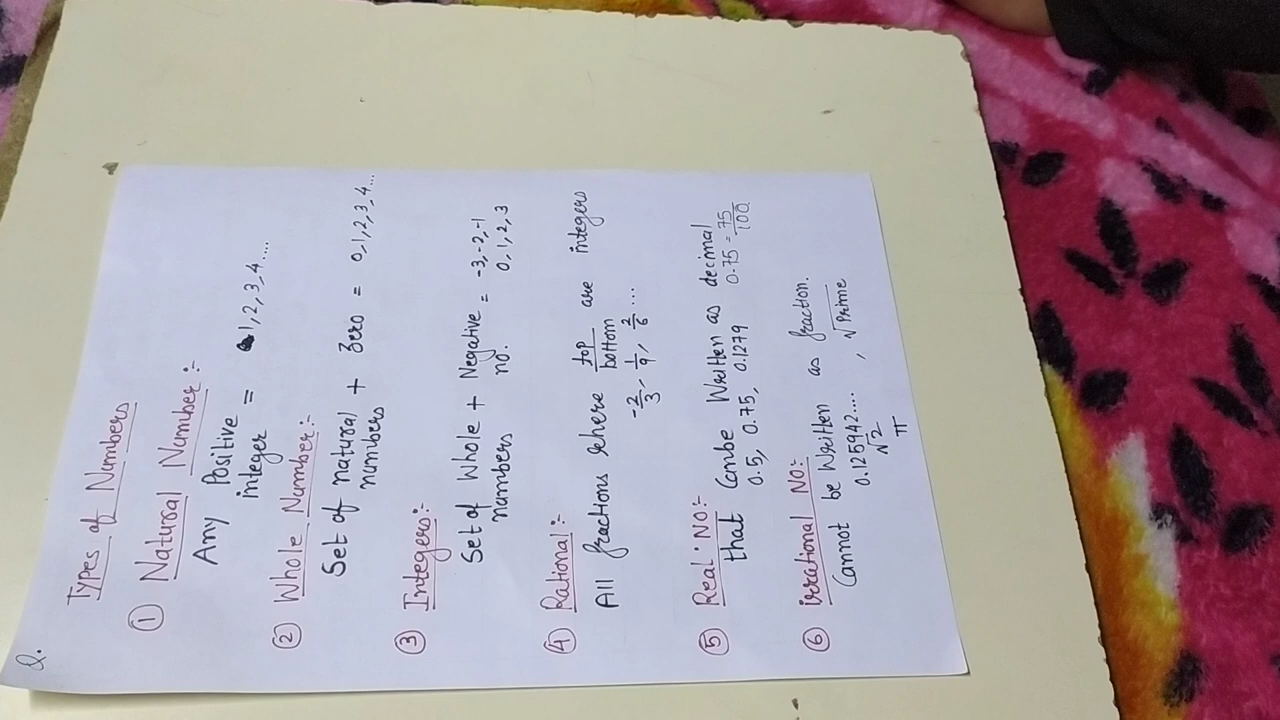 Q.
Types of Numbers
① Natural Number:-
Any Positive integer = 1,2,3,4....
② Whole Number:-
Set of natural numbers + Zero = 0,1,2,3,4...
③ Integers:-
Set of Whole numbers + Negative no. = -3,-2,-1
0,1,2,3
④ Rational:-
All fractions where top/bottom are integers
-2/3, 1/9, 2/6, ....
⑤ Real NO:-
that Canbe Written as decimal
0.5, 0.75, 0.1279 0.75 = 75/100
⑥ irrational NO:-
Cannot be Written as fraction.
0.125942...., √Prime
√2
π